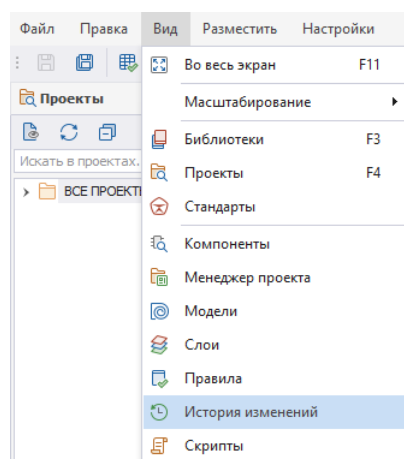 Файл Правка Вид Разместить Настройки
Во весь экран F11
Проекты
Масштабирование
Библиотеки F3
Искать в проектах.
Проекты F4
ВСЕ ПРОЕКТЫ
Стандарты
Компоненты
Менеджер проекта
Модели
Слои
Правила
История изменений
Скрипты